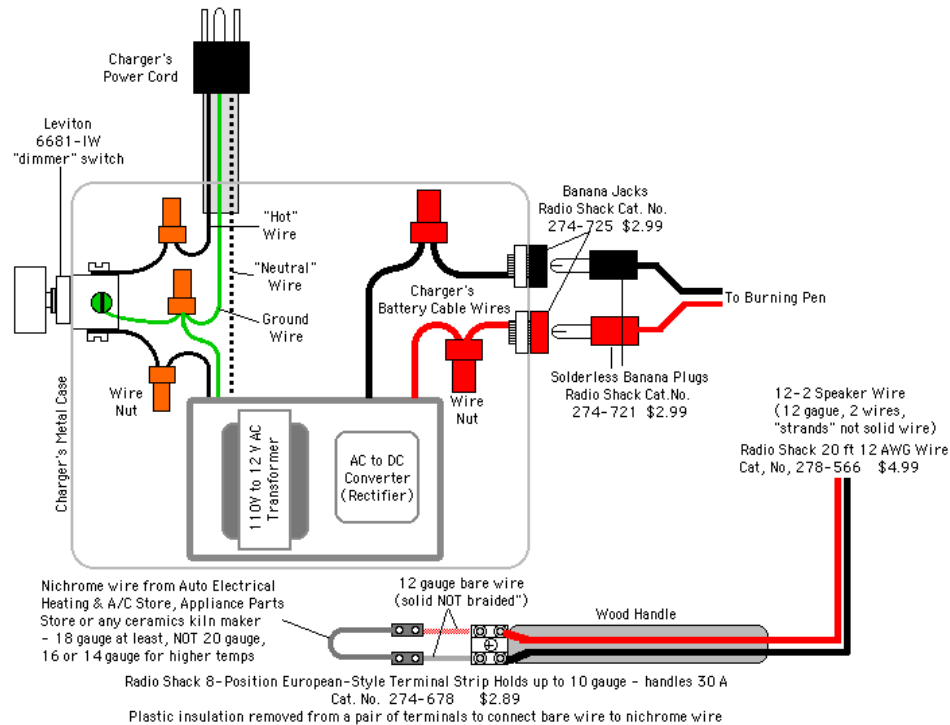 Charger's
Power Cord
Leviton
6681-IW
"dimmer" switch
"Hot"
Wire
"Neutral"
Wire
Ground
Wire
Wire
Nut
Charger's Metal Case
110V to 12 V AC
Transformer
AC to DC
Converter
(Rectifier)
Charger's
Battery Cable Wires
Wire
Nut
Banana Jacks
Radio Shack Cat. No.
274-725 $2.99
To Burning Pen
Solderless Banana Plugs
Radio Shack Cat.No.
274-721 $2.99
12-2 Speaker Wire
(12 gague, 2 wires,
"strands" not solid wire)
Radio Shack 20 ft 12 AWG Wire
Cat, No, 278-566 $4.99
Nichrome wire from Auto Electrical
Heating & A/C Store, Appliance Parts
Store or any ceramics kiln maker
- 18 gauge at least, NOT 20 gauge,
16 or 14 gauge for higher temps
12 gauge bare wire
(solid NOT braided")
Wood Handle
Radio Shack 8-Position European-Style Terminal Strip Holds up to 10 gauge - handles 30 A
Cat. No. 274-678 $2.89
Plastic insulation removed from a pair of terminals to connect bare wire to nichrome wire